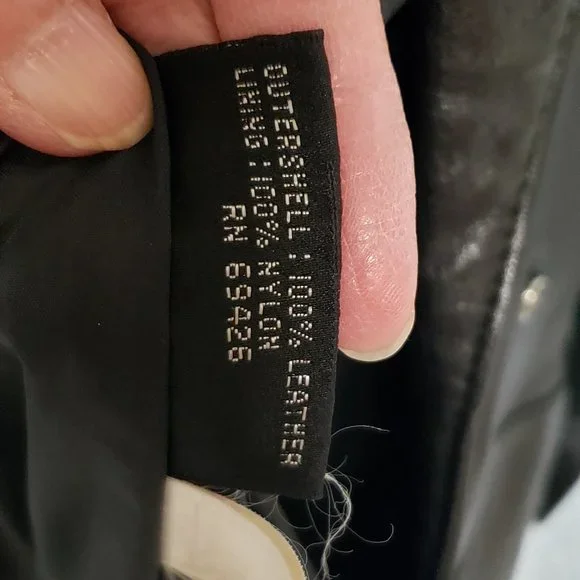 OUTERSHELL : 100% LEATHER
LINING : 100% NYLON
RN 69426